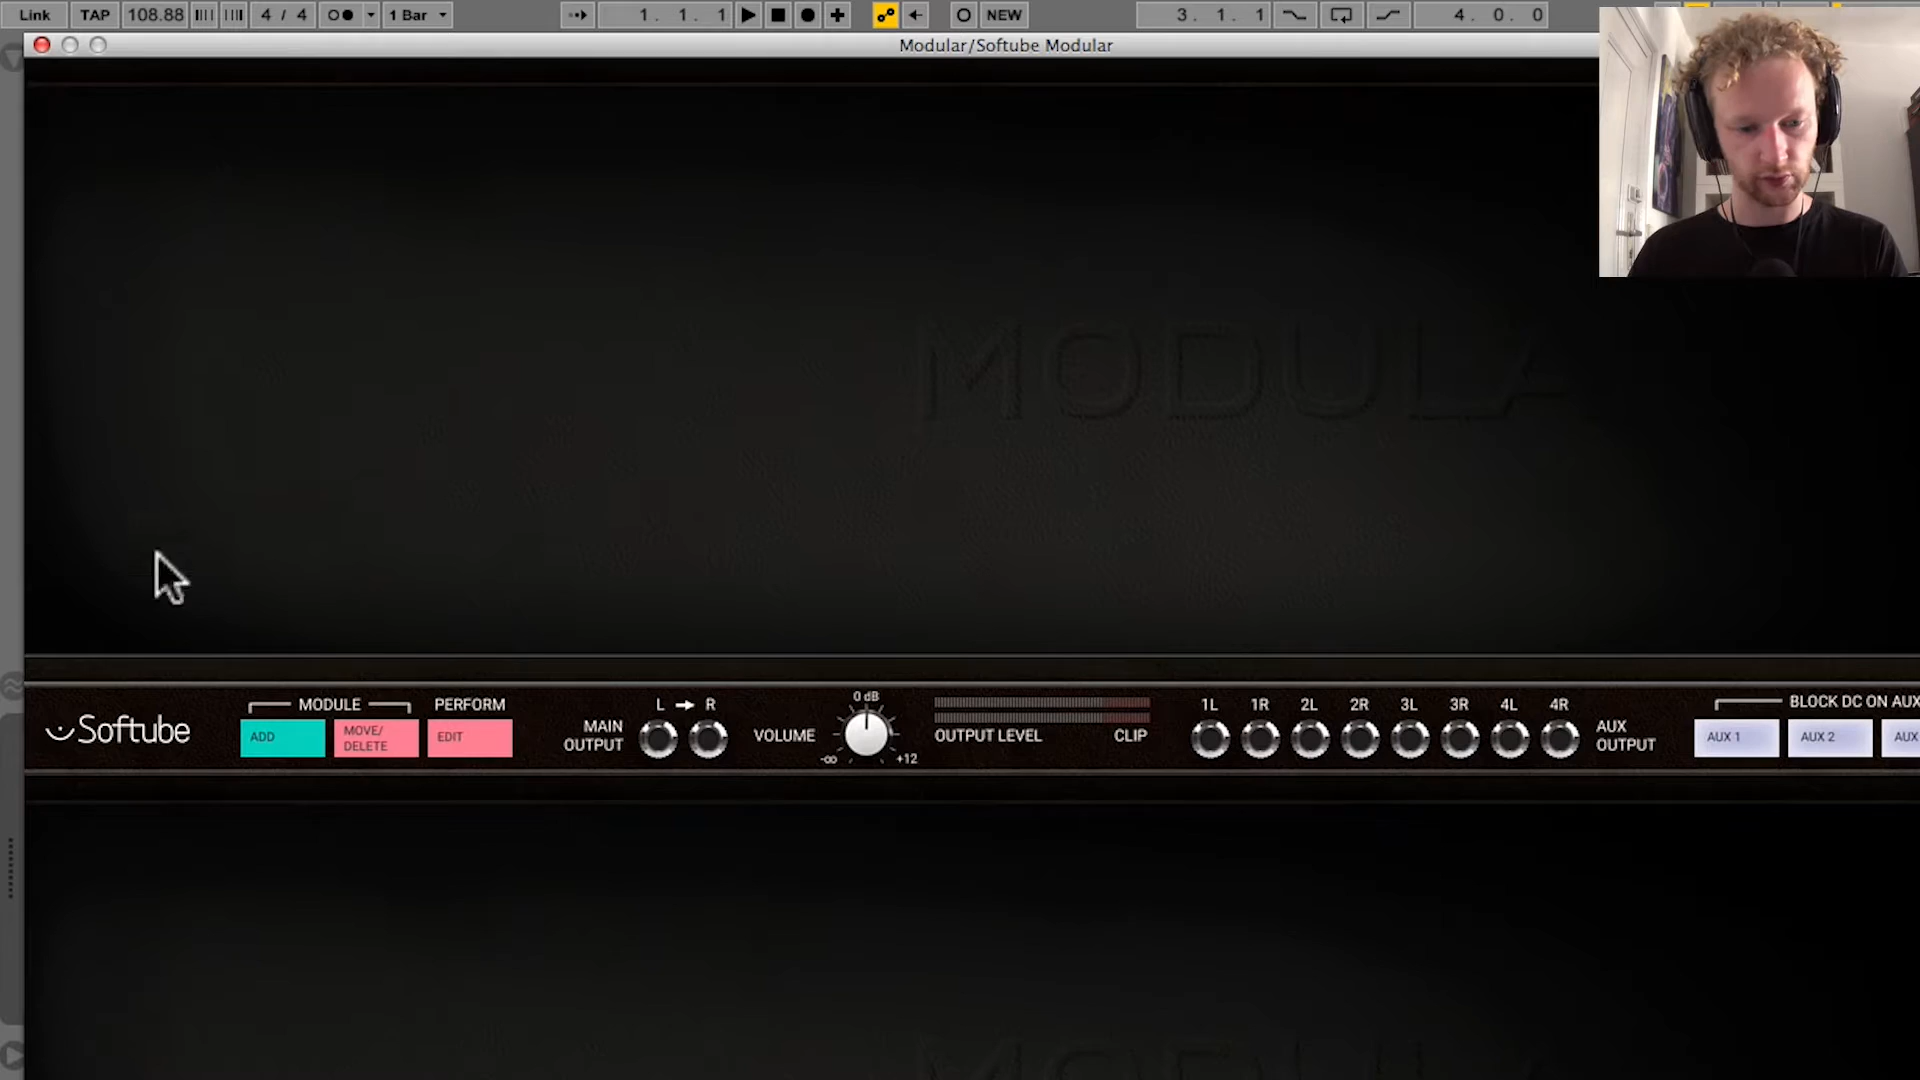 Link TAP 108.88 4 / 4 1 Bar 1. 1. 1 NEW 3. 1. 1 4. 0. 0
Modular/Softube Modular
MODULA
Softube
MODULE
ADD
MOVE/
DELETE
PERFORM
EDIT
MAIN
OUTPUT
L R
VOLUME
0 dB
-∞ +12
OUTPUT LEVEL CLIP
1L 1R 2L 2R 3L 3R 4L 4R
AUX
OUTPUT
BLOCK DC ON AUX
AUX 1 AUX 2 AUX
MODUL